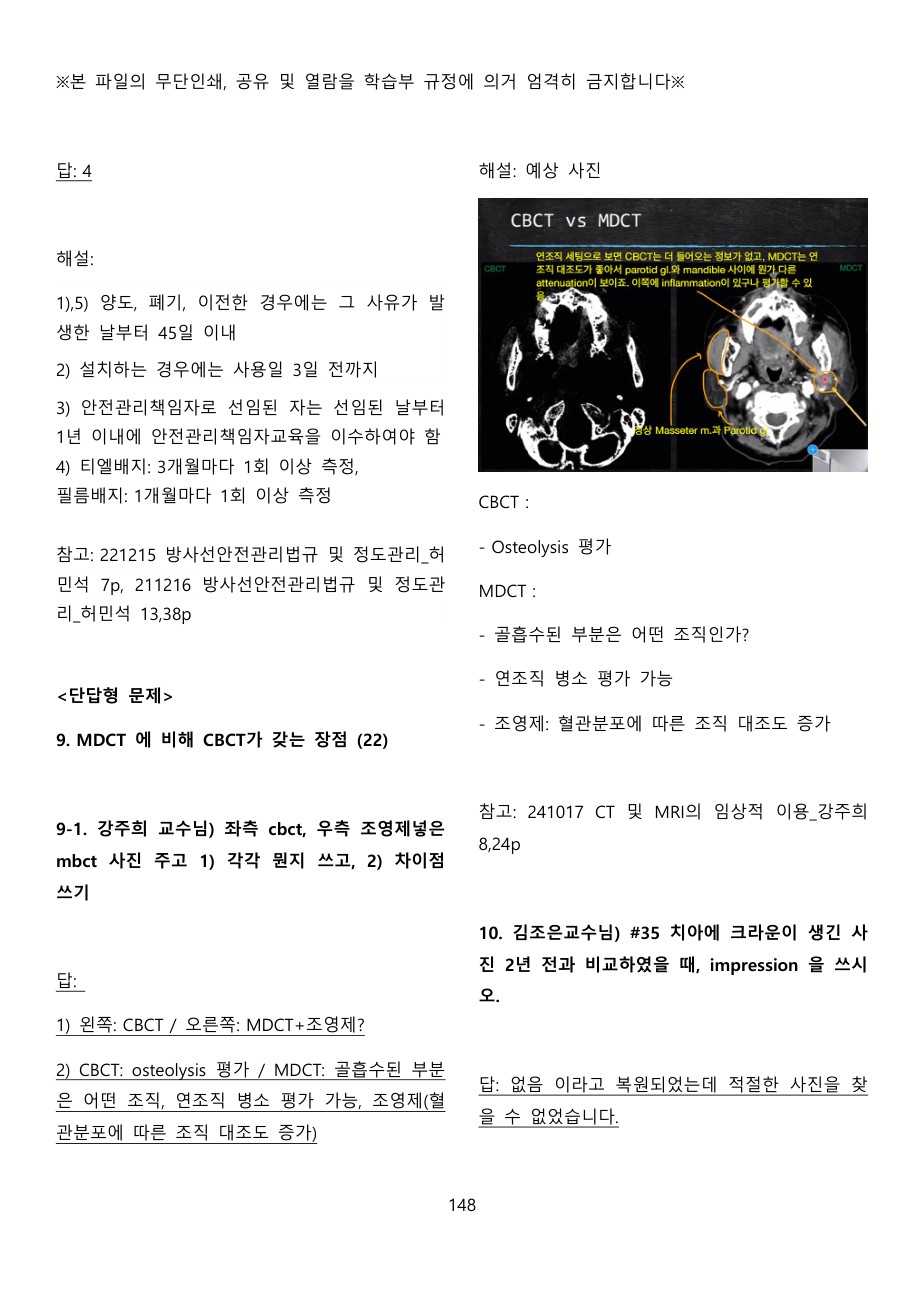 ※본 파일의 무단인쇄, 공유 및 열람을 학습부 규정에 의거 엄격히 금지합니다※
답: 4
해설:
1),5) 양도, 폐기, 이전한 경우에는 그 사유가 발
생한 날부터 45일 이내
2) 설치하는 경우에는 사용일 3일 전까지
3) 안전관리책임자로 선임된 자는 선임된 날부터
1년 이내에 안전관리책임자교육을 이수하여야 함
4) 티엘배지: 3개월마다 1회 이상 측정,
필름배지: 1개월마다 1회 이상 측정
참고: 221215 방사선안전관리법규 및 정도관리_허
민석 7p, 211216 방사선안전관리법규 및 정도관
리_허민석 13,38p
<단답형 문제>
9. MDCT 에 비해 CBCT가 갖는 장점 (22)
9-1. 강주희 교수님) 좌측 cbct, 우측 조영제넣은
mbct 사진 주고 1) 각각 뭔지 쓰고, 2) 차이점
쓰기
답:
1) 왼쪽: CBCT / 오른쪽: MDCT+조영제?
2) CBCT: osteolysis 평가 / MDCT: 골흡수된 부분
은 어떤 조직, 연조직 병소 평가 가능, 조영제(혈
관분포에 따른 조직 대조도 증가)
해설: 예상 사진
CBCT vs MDCT
연조직 세팅으로 보면 CBCT는 더 들어오는 정보가 없고, MDCT는 연
조직 대조도가 좋아서 parotid gl.와 mandible 사이에 뭔가 다른
attenuation이 보이죠. 이쪽에 inflammation이 있구나 평가할 수 있
음
CBCT
MDCT
정상 Masseter m.과 Parotid gl.
CBCT :
- Osteolysis 평가
MDCT :
- 골흡수된 부분은 어떤 조직인가?
- 연조직 병소 평가 가능
- 조영제: 혈관분포에 따른 조직 대조도 증가
참고: 241017 CT 및 MRI의 임상적 이용_강주희
8,24p
10. 김조은교수님) #35 치아에 크라운이 생긴 사
진 2년 전과 비교하였을 때, impression 을 쓰시
오.
답: 없음 이라고 복원되었는데 적절한 사진을 찾
을 수 없었습니다.
148